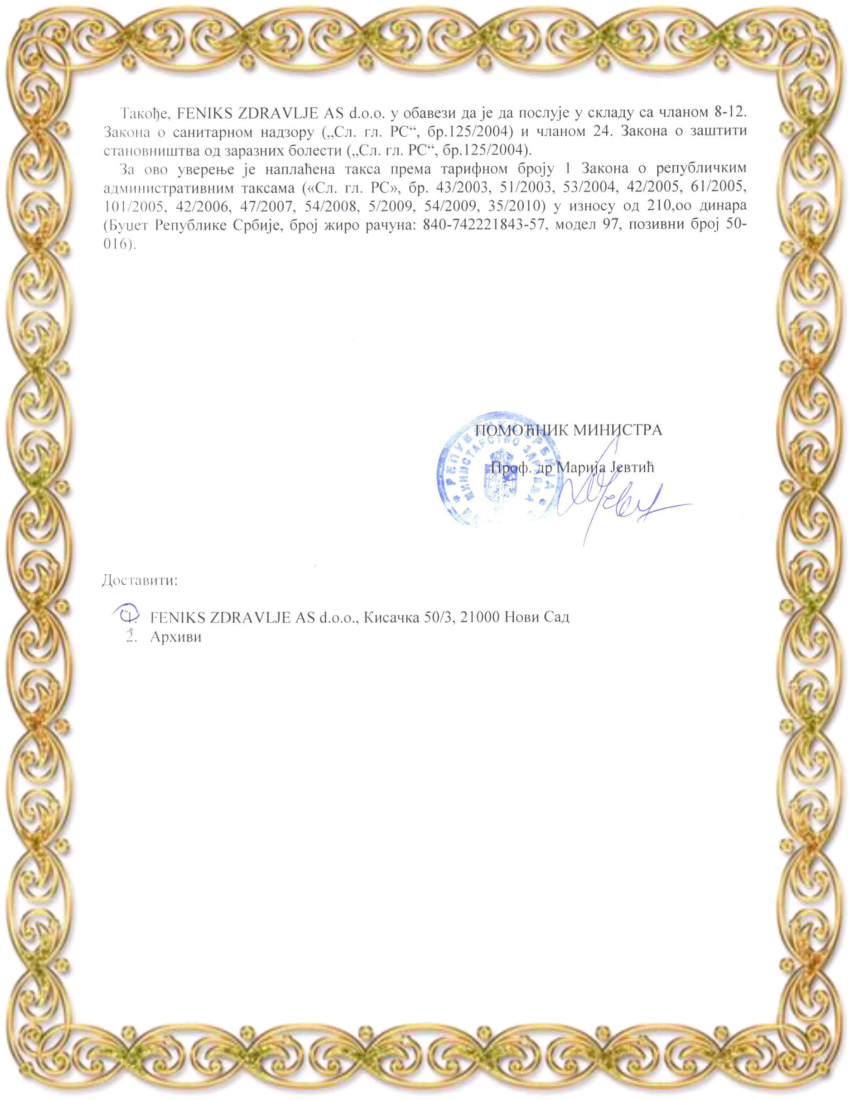 Такође, FENIKS ZDRAVLJE AS d.o.o. у обавези да је да послује у складу са чланом 8-12.
Закона о санитарном надзору („Сл. гл. РС“, бр.125/2004) и чланом 24. Закона о заштити
становништва од заразних болести („Сл. гл. РС“, бр.125/2004).
За ово уверење је наплаћена такса према тарифном броју 1 Закона о републичким
административним таксама («Сл. гл. РС», бр. 43/2003, 51/2003, 53/2004, 42/2005, 61/2005,
101/2005, 42/2006, 47/2007, 54/2008, 5/2009, 54/2009, 35/2010) у износу од 210,оо динара
(Буџет Републике Србије, број жиро рачуна: 840-742221843-57, модел 97, позивни број 50-
016).
ПОМОЋНИК МИНИСТРА
Проф. др Марија Јевтић
Доставити:
1. FENIKS ZDRAVLJE AS d.o.o., Кисачка 50/3, 21000 Нови Сад
2. Архиви